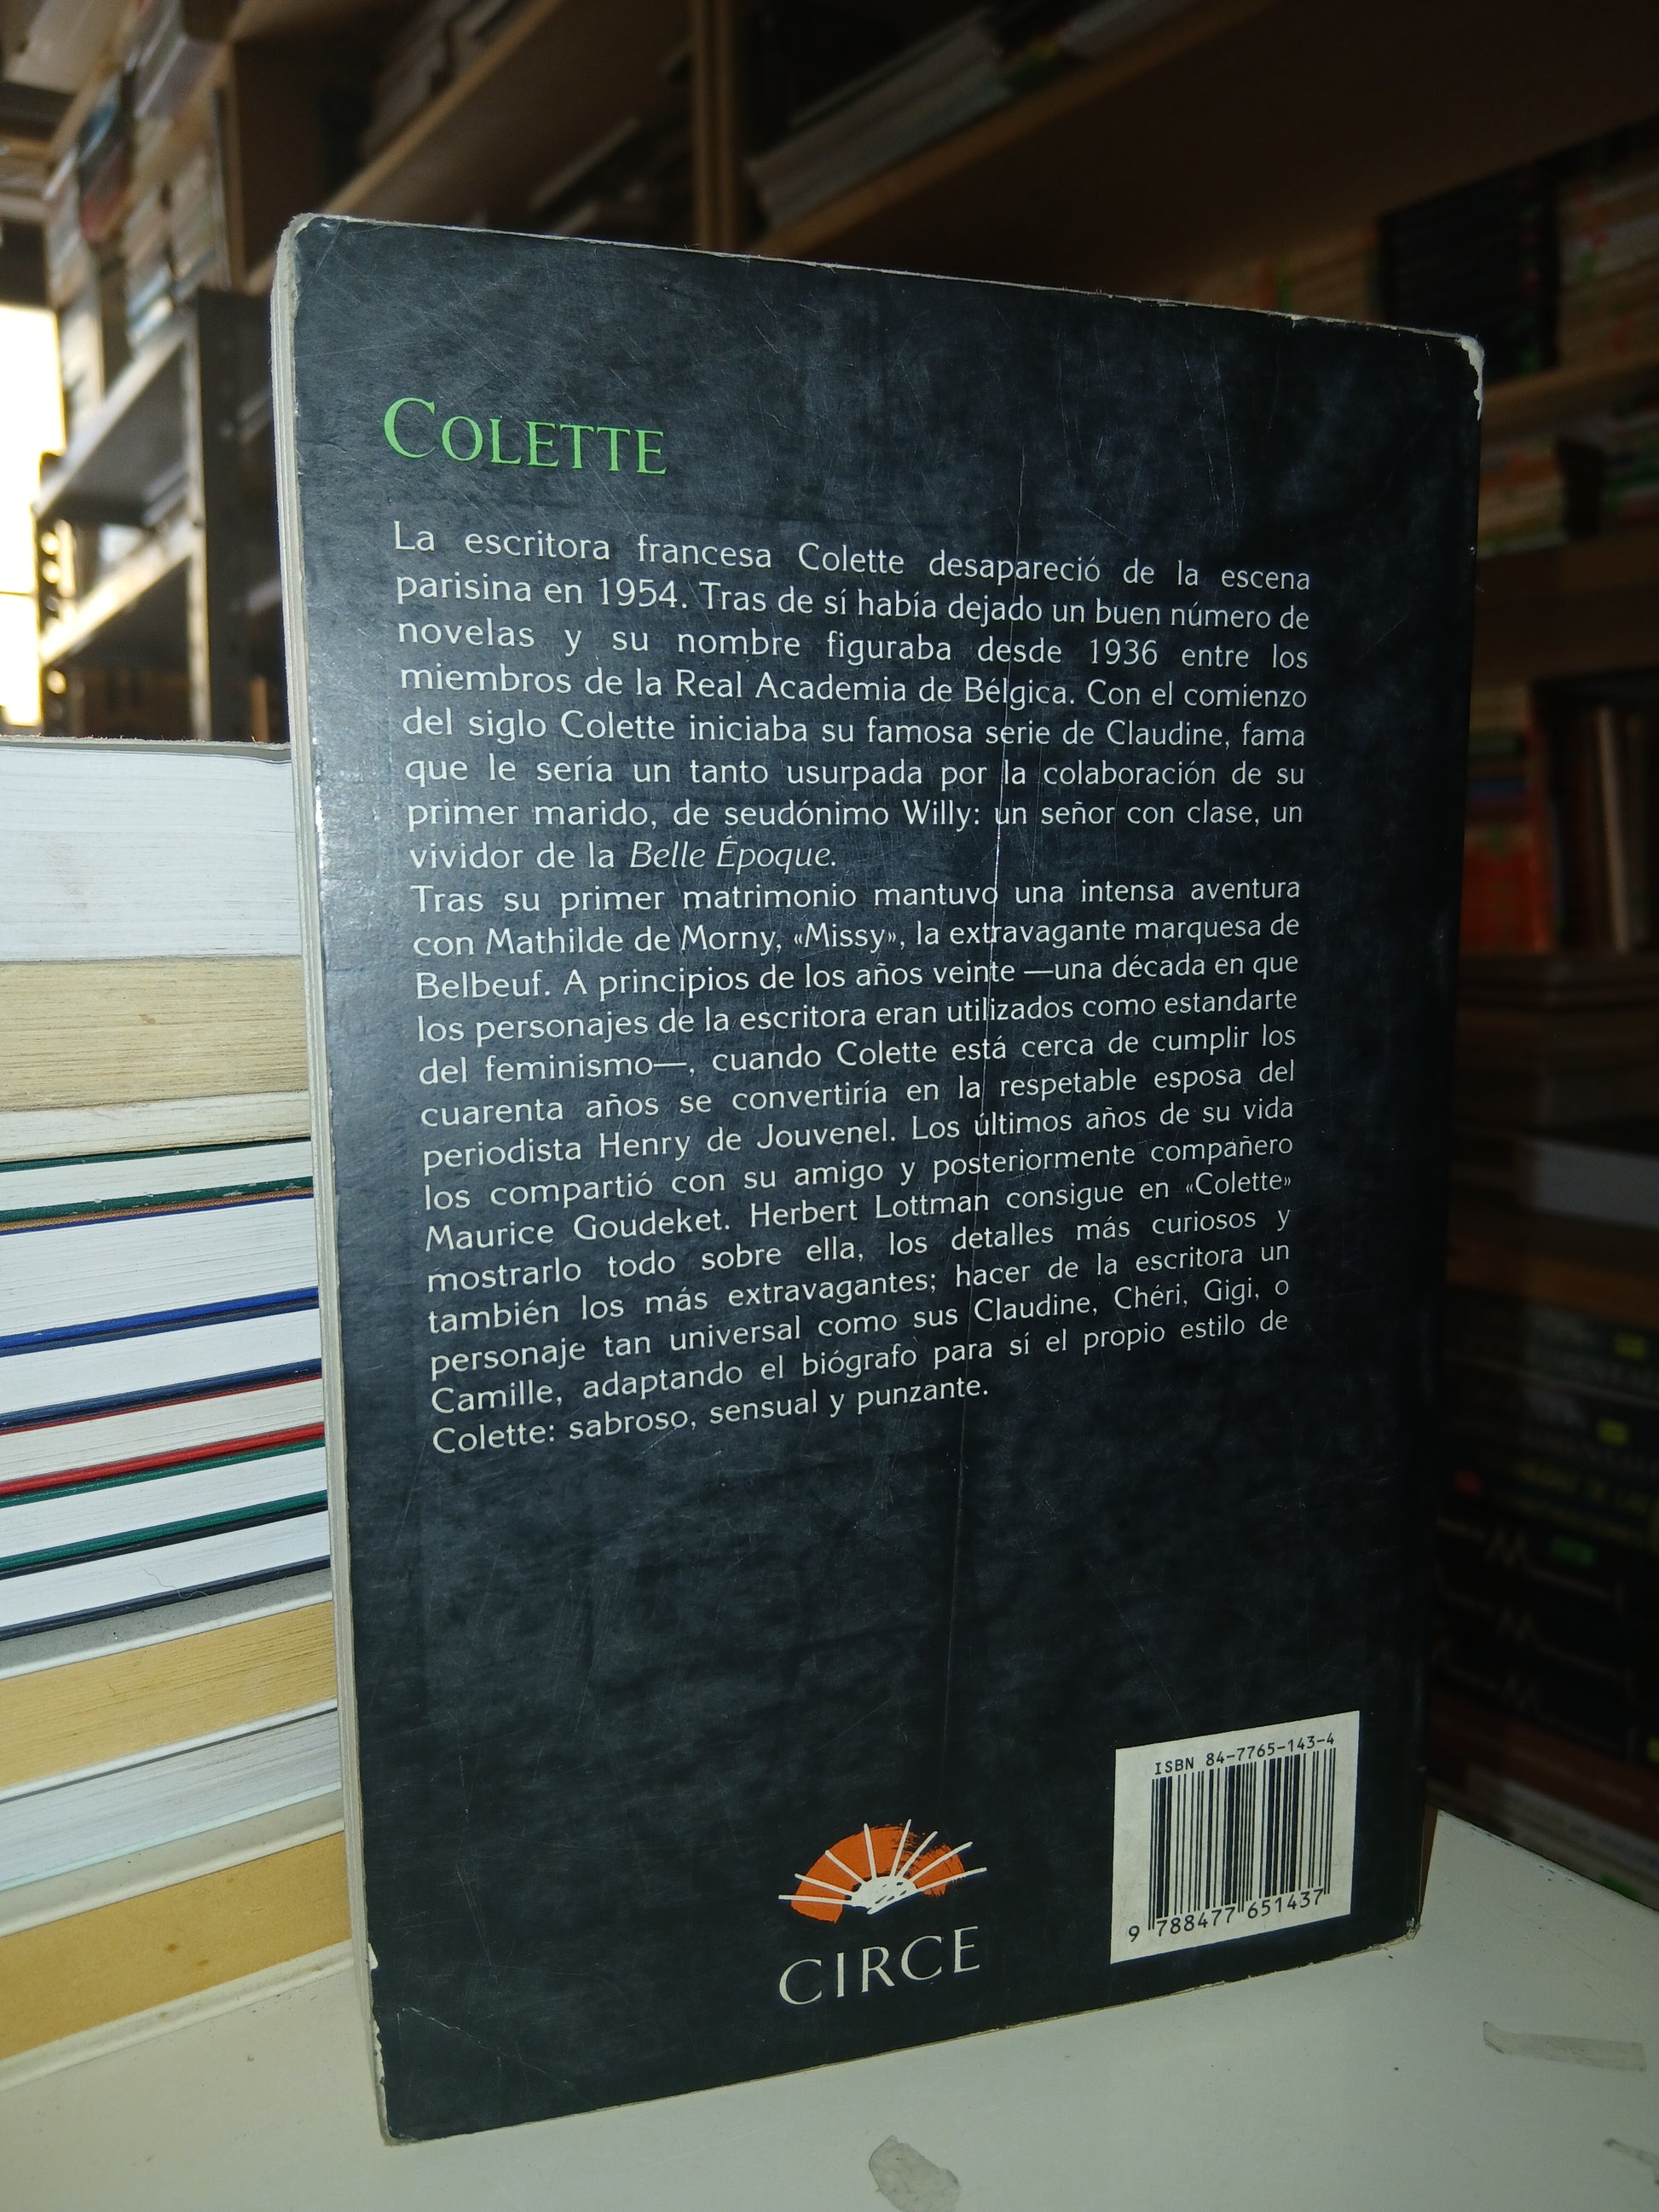 COLETTE
La escritora francesa Colette desapareció de la escena
parisina en 1954. Tras de sí había dejado un buen número de
novelas y su nombre figuraba desde 1936 entre los
miembros de la Real Academia de Bélgica. Con el comienzo
del siglo Colette iniciaba su famosa serie de Claudine, fama
que le sería un tanto usurpada por la colaboración de su
primer marido, de seudónimo Willy: un señor con clase, un
vividor de la Belle Époque.
Tras su primer matrimonio mantuvo una intensa aventura
con Mathilde de Morny, «Missy», la extravagante marquesa de
Belbeuf. A principios de los años veinte —una década en que
los personajes de la escritora eran utilizados como estandarte
del feminismo—, cuando Colette está cerca de cumplir los
cuarenta años se convertiría en la respetable esposa del
periodista Henry de Jouvenel. Los últimos años de su vida
los compartió con su amigo y posteriormente compañero
Maurice Goudeket. Herbert Lottman consigue en «Colette»
mostrarlo todo sobre ella, los detalles más curiosos y
también los más extravagantes; hacer de la escritora un
personaje tan universal como sus Claudine, Chéri, Gigi, o
Camille, adaptando el biógrafo para sí el propio estilo de
Colette: sabroso, sensual y punzante.
ISBN 84-7765-143-4
9 788477 651437
CIRCE